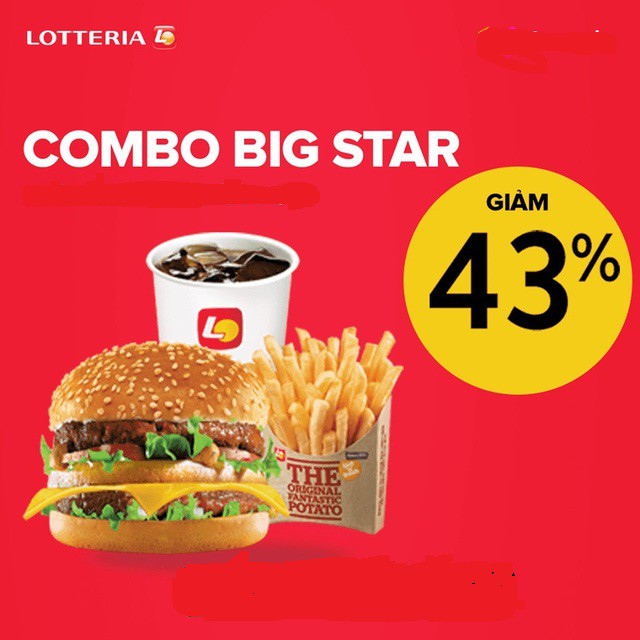 LOTTERIA
COMBO BIG STAR
GIẢM
43%
THE
ORIGINAL
FANTASTIC
POTATO